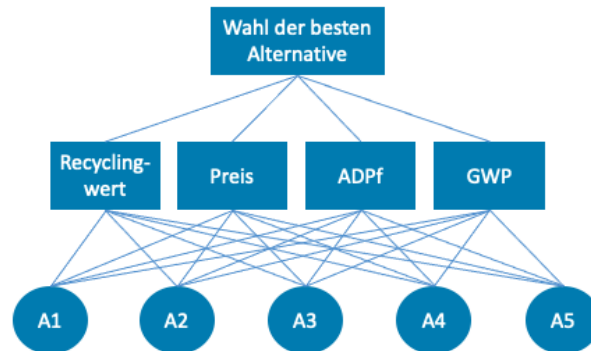 Wahl der besten
Alternative
Recycling-
wert
Preis
ADPf
GWP
A1
A2
A3
A4
A5